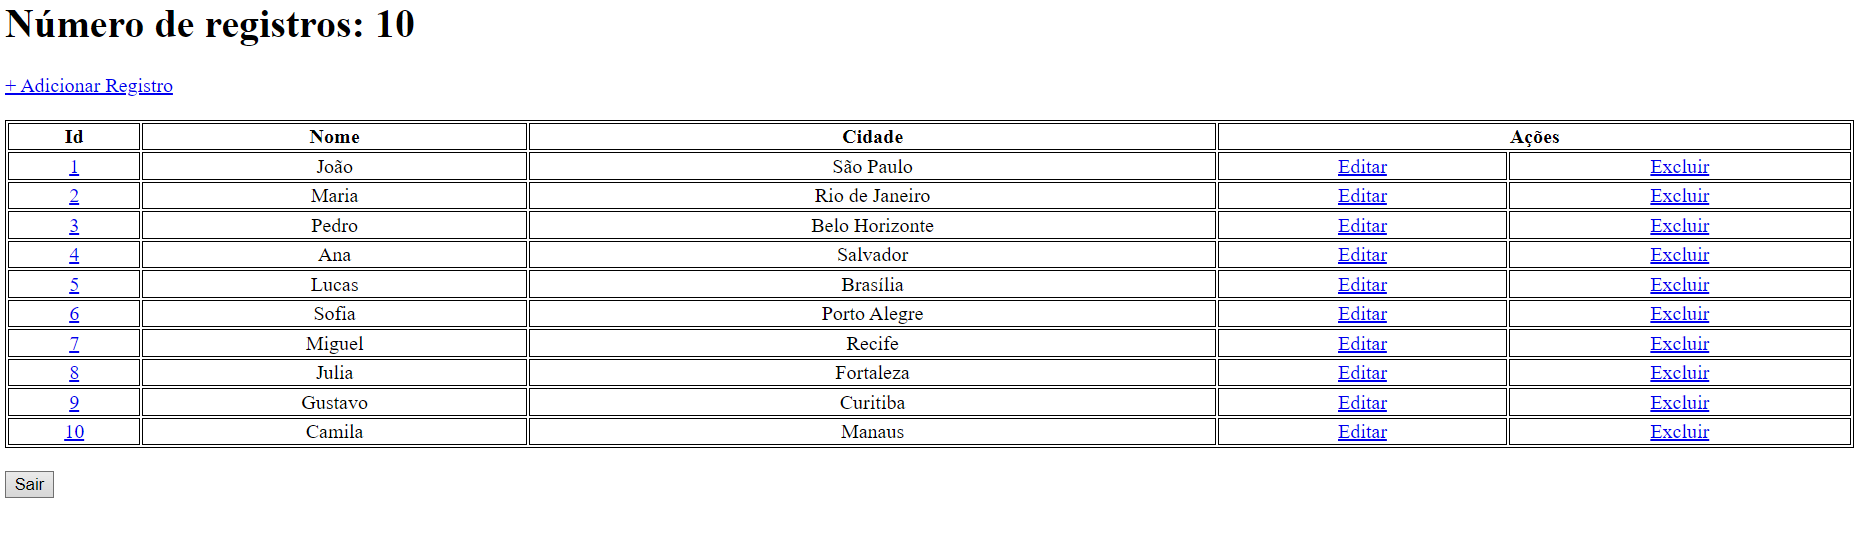 Número de registros: 10
+ Adicionar Registro
Id Nome Cidade Ações
1 João São Paulo Editar Excluir
2 Maria Rio de Janeiro Editar Excluir
3 Pedro Belo Horizonte Editar Excluir
4 Ana Salvador Editar Excluir
5 Lucas Brasília Editar Excluir
6 Sofia Porto Alegre Editar Excluir
7 Miguel Recife Editar Excluir
8 Julia Fortaleza Editar Excluir
9 Gustavo Curitiba Editar Excluir
10 Camila Manaus Editar Excluir
Sair